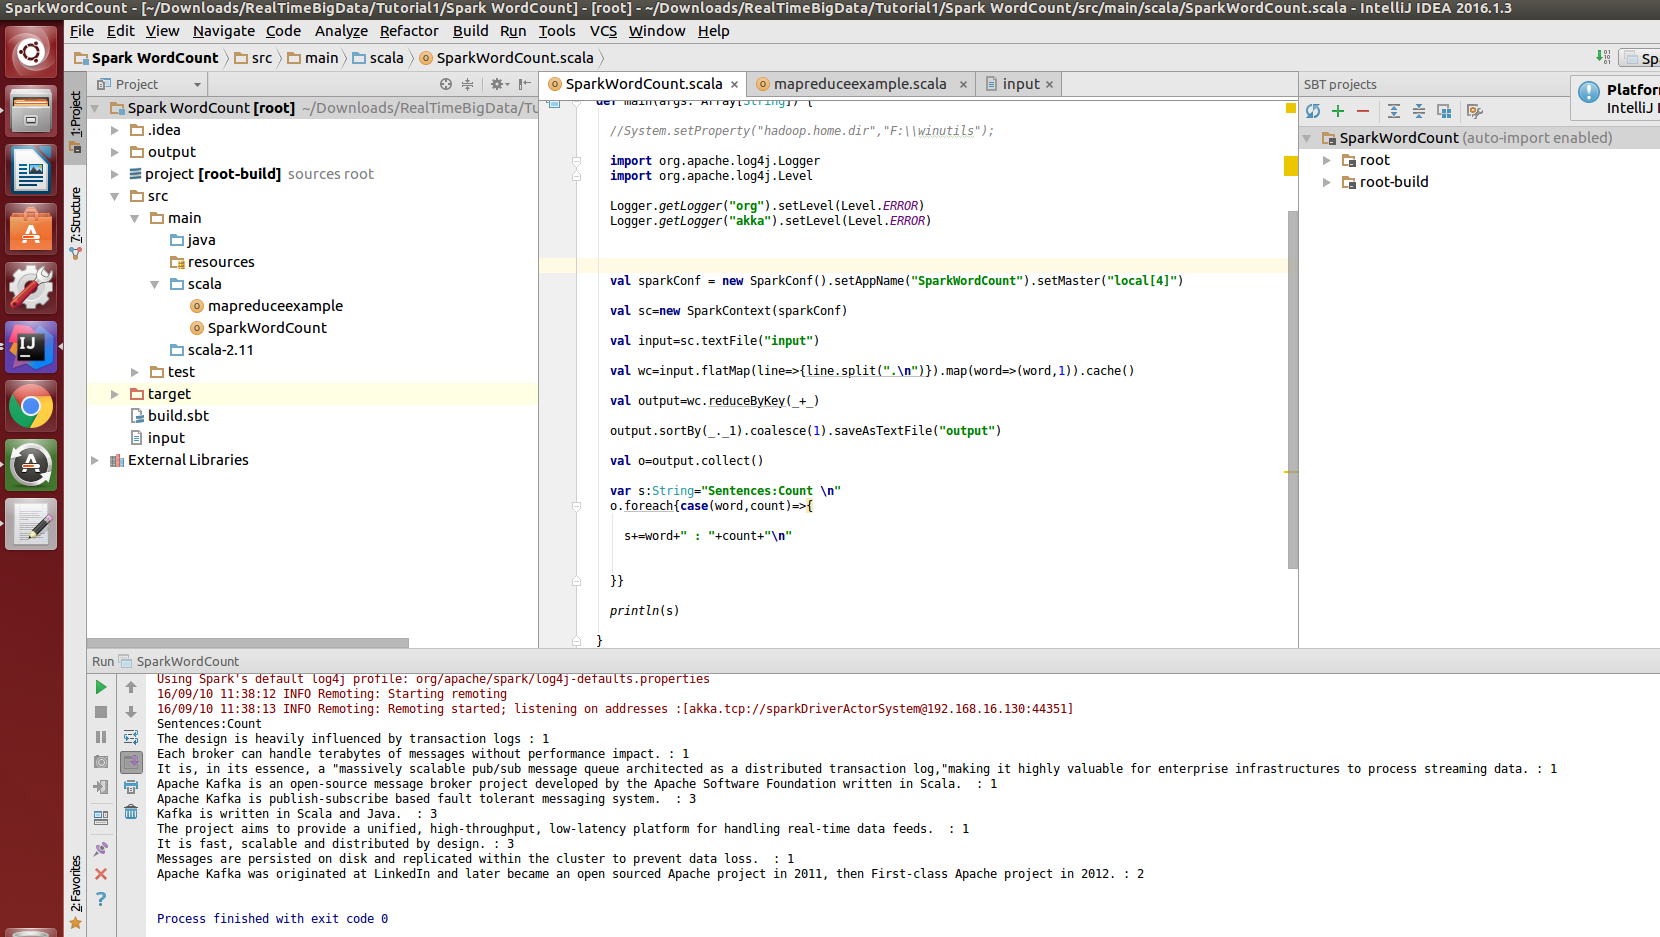 SparkWordCount - [~/Downloads/RealTimeBigData/Tutorial1/Spark WordCount] - [root] - ~/Downloads/RealTimeBigData/Tutorial1/Spark WordCount/src/main/scala/SparkWordCount.scala - IntelliJ IDEA 2016.1.3
File Edit View Navigate Code Analyze Refactor Build Run Tools VCS Window Help
Spark WordCount src main scala SparkWordCount.scala
Project
SparkWordCount.scala mapreduceexample.scala input
SBT projects
Platfor
IntelliJ
1: Project
7: Structure
2: Favorites
Spark WordCount [root] ~/Downloads/RealTimeBigData/Tu
.idea
output
project [root-build] sources root
src
main
java
resources
scala
mapreduceexample
SparkWordCount
scala-2.11
test
target
build.sbt
input
External Libraries
def main(args: Array[String]) {
//System.setProperty("hadoop.home.dir","F:\\winutils");
import org.apache.log4j.Logger
import org.apache.log4j.Level
Logger.getLogger("org").setLevel(Level.ERROR)
Logger.getLogger("akka").setLevel(Level.ERROR)
val sparkConf = new SparkConf().setAppName("SparkWordCount").setMaster("local[4]")
val sc=new SparkContext(sparkConf)
val input=sc.textFile("input")
val wc=input.flatMap(line=>{line.split(".\n")}).map(word=>(word,1)).cache()
val output=wc.reduceByKey(_+_)
output.sortBy(_._1).coalesce(1).saveAsTextFile("output")
val o=output.collect()
var s:String="Sentences:Count \n"
o.foreach{case(word,count)=>{
s+=word+" : "+count+"\n"
}}
println(s)
}
SparkWordCount (auto-import enabled)
root
root-build
Run SparkWordCount
Using Spark's default log4j profile: org/apache/spark/log4j-defaults.properties
16/09/10 11:38:12 INFO Remoting: Starting remoting
16/09/10 11:38:13 INFO Remoting: Remoting started; listening on addresses :[akka.tcp://sparkDriverActorSystem@192.168.16.130:44351]
Sentences:Count
The design is heavily influenced by transaction logs : 1
Each broker can handle terabytes of messages without performance impact. : 1
It is, in its essence, a "massively scalable pub/sub message queue architected as a distributed transaction log,"making it highly valuable for enterprise infrastructures to process streaming data. : 1
Apache Kafka is an open-source message broker project developed by the Apache Software Foundation written in Scala.  : 1
Apache Kafka is publish-subscribe based fault tolerant messaging system.  : 3
Kafka is written in Scala and Java.  : 3
The project aims to provide a unified, high-throughput, low-latency platform for handling real-time data feeds.  : 1
It is fast, scalable and distributed by design. : 3
Messages are persisted on disk and replicated within the cluster to prevent data loss.  : 1
Apache Kafka was originated at LinkedIn and later became an open sourced Apache project in 2011, then First-class Apache project in 2012. : 2
Process finished with exit code 0